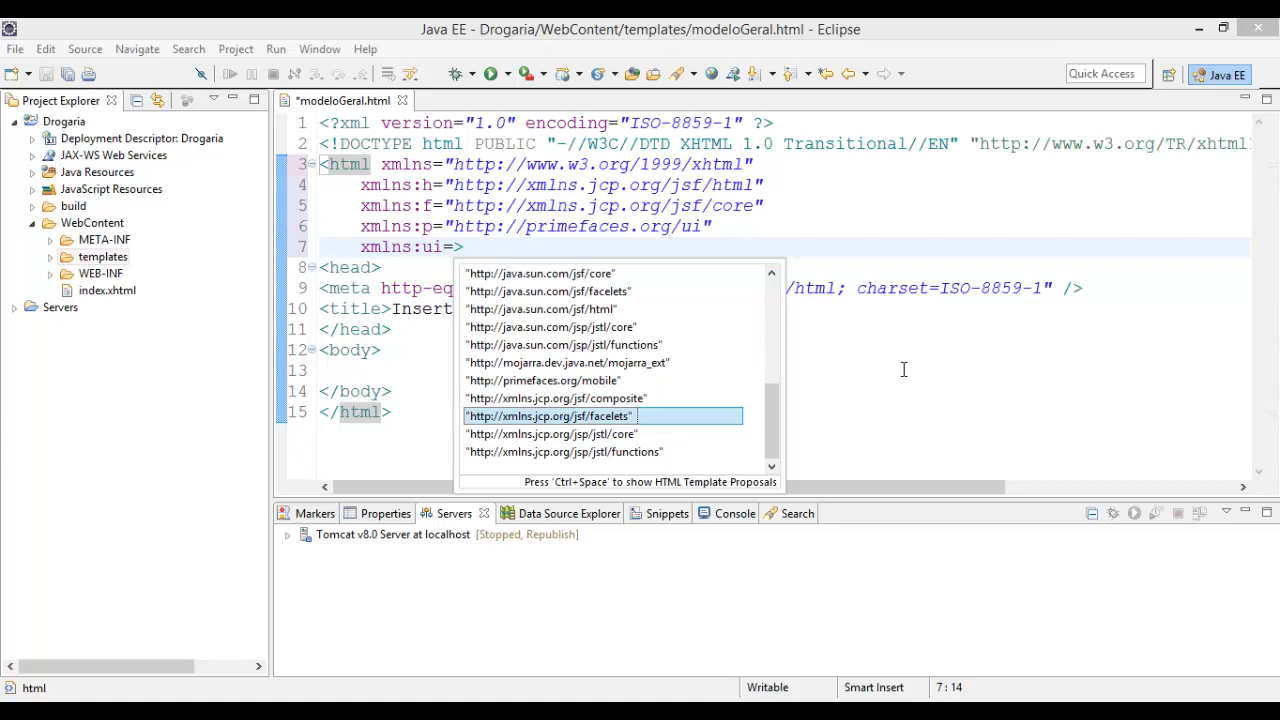 Java EE - Drogaria/WebContent/templates/modeloGeral.html - Eclipse
File Edit Source Navigate Search Project Run Window Help
Quick Access
Java EE
Project Explorer
*modeloGeral.html
Drogaria
Deployment Descriptor: Drogaria
JAX-WS Web Services
Java Resources
JavaScript Resources
build
WebContent
META-INF
templates
WEB-INF
index.xhtml
Servers
1 <?xml version="1.0" encoding="ISO-8859-1" ?>
2 <!DOCTYPE html PUBLIC "-//W3C//DTD XHTML 1.0 Transitional//EN" "http://www.w3.org/TR/xhtml
3 <html xmlns="http://www.w3.org/1999/xhtml"
4 xmlns:h="http://xmlns.jcp.org/jsf/html"
5 xmlns:f="http://xmlns.jcp.org/jsf/core"
6 xmlns:p="http://primefaces.org/ui"
7 xmlns:ui=>
8 <head>
9 <meta http-eq /html; charset=ISO-8859-1" />
10 <title>Insert
11 </head>
12 <body>
13
14 </body>
15 </html>
"http://java.sun.com/jsf/core"
"http://java.sun.com/jsf/facelets"
"http://java.sun.com/jsf/html"
"http://java.sun.com/jsp/jstl/core"
"http://java.sun.com/jsp/jstl/functions"
"http://mojarra.dev.java.net/mojarra_ext"
"http://primefaces.org/mobile"
"http://xmlns.jcp.org/jsf/composite"
"http://xmlns.jcp.org/jsf/facelets"
"http://xmlns.jcp.org/jsp/jstl/core"
"http://xmlns.jcp.org/jsp/jstl/functions"
Press 'Ctrl+Space' to show HTML Template Proposals
Markers Properties Servers Data Source Explorer Snippets Console Search
Tomcat v8.0 Server at localhost [Stopped, Republish]
html
Writable
Smart Insert
7 : 14